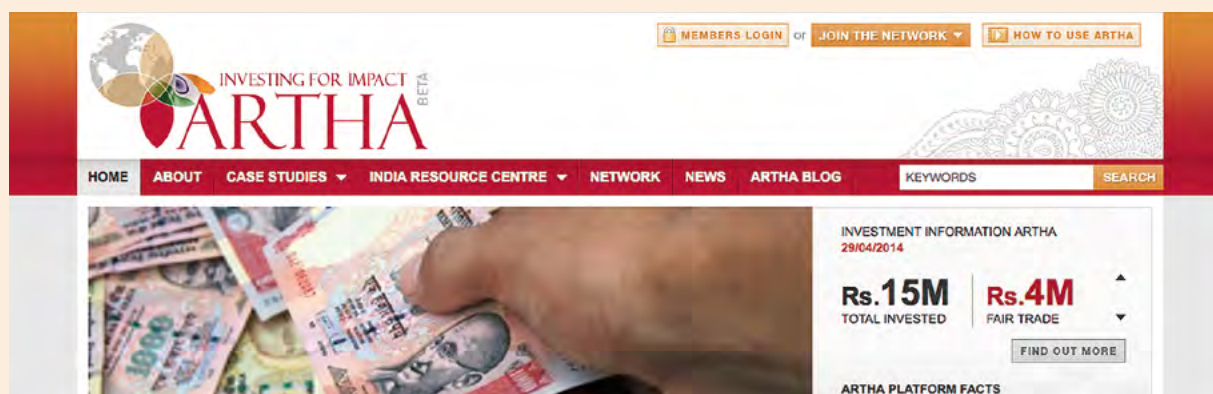 MEMBERS LOGIN or JOIN THE NETWORK HOW TO USE ARTHA
INVESTING FOR IMPACT
ARTHA
BETA
HOME ABOUT CASE STUDIES INDIA RESOURCE CENTRE NETWORK NEWS ARTHA BLOG KEYWORDS SEARCH
INVESTMENT INFORMATION ARTHA
29/04/2014
Rs.15M Rs.4M
TOTAL INVESTED FAIR TRADE
FIND OUT MORE
ARTHA PLATFORM FACTS
1000